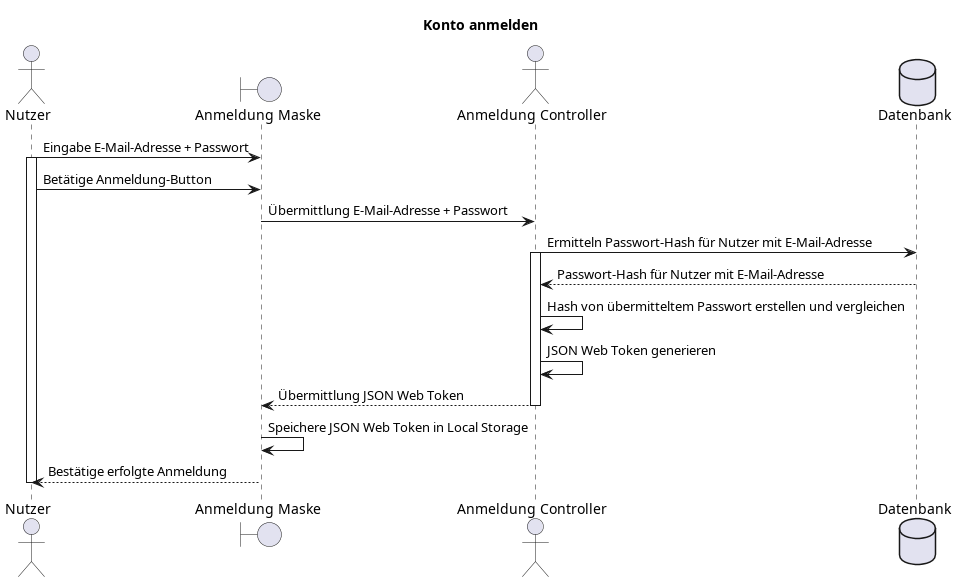 Konto anmelden
Nutzer
Anmeldung Maske
Anmeldung Controller
Datenbank
Eingabe E-Mail-Adresse + Passwort
Betätige Anmeldung-Button
Übermittlung E-Mail-Adresse + Passwort
Ermitteln Passwort-Hash für Nutzer mit E-Mail-Adresse
Passwort-Hash für Nutzer mit E-Mail-Adresse
Hash von übermitteltem Passwort erstellen und vergleichen
JSON Web Token generieren
Übermittlung JSON Web Token
Speichere JSON Web Token in Local Storage
Bestätige erfolgte Anmeldung
Nutzer
Anmeldung Maske
Anmeldung Controller
Datenbank